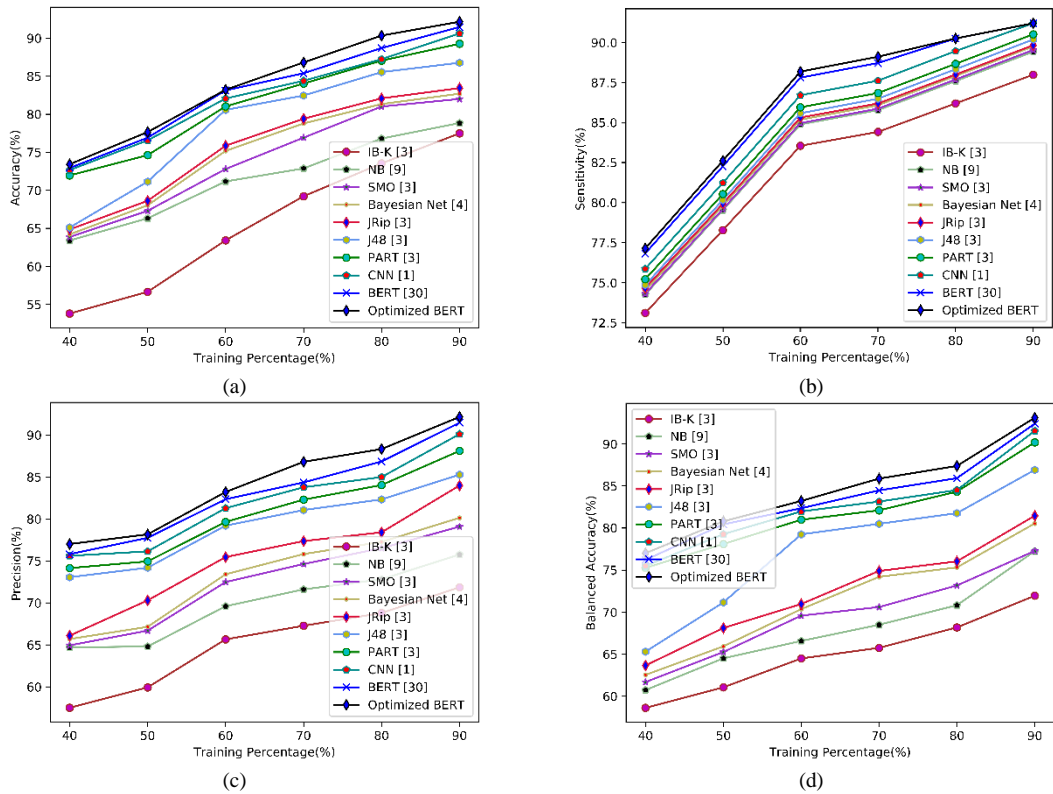 90
85
80
75
70
65
60
55
Accuracy(%)
IB-K [3]
NB [9]
SMO [3]
Bayesian Net [4]
JRip [3]
J48 [3]
PART [3]
CNN [1]
BERT [30]
Optimized BERT
40 50 60 70 80 90
Training Percentage(%)
(a)
90.0
87.5
85.0
82.5
80.0
77.5
75.0
72.5
Sensitivity(%)
IB-K [3]
NB [9]
SMO [3]
Bayesian Net [4]
JRip [3]
J48 [3]
PART [3]
CNN [1]
BERT [30]
Optimized BERT
40 50 60 70 80 90
Training Percentage(%)
(b)
90
85
80
75
70
65
60
Precision(%)
IB-K [3]
NB [9]
SMO [3]
Bayesian Net [4]
JRip [3]
J48 [3]
PART [3]
CNN [1]
BERT [30]
Optimized BERT
40 50 60 70 80 90
Training Percentage(%)
(c)
90
85
80
75
70
65
60
Balanced Accuracy(%)
IB-K [3]
NB [9]
SMO [3]
Bayesian Net [4]
JRip [3]
J48 [3]
PART [3]
CNN [1]
BERT [30]
Optimized BERT
40 50 60 70 80 90
Training Percentage(%)
(d)